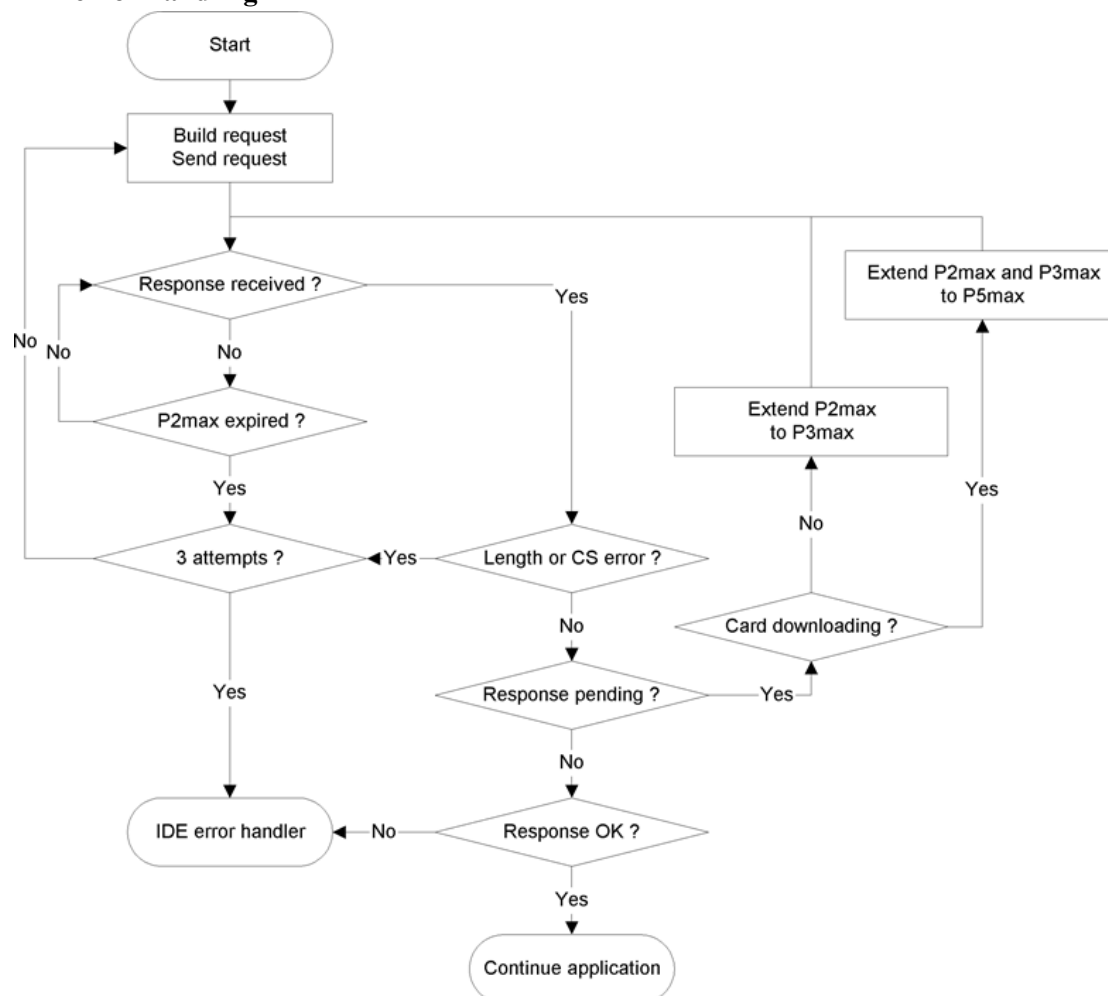 Start
Build request
Send request
Response received ?
Yes
Extend P2max and P3max
to P5max
No
No
No
P2max expired ?
Extend P2max
to P3max
Yes
Yes
No
3 attempts ?
Yes
Length or CS error ?
No
Card downloading ?
Yes
Response pending ?
Yes
No
IDE error handler
No
Response OK ?
Yes
Continue application